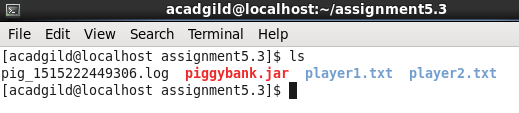 acadgild@localhost:~/assignment5.3
File Edit View Search Terminal Help
[acadgild@localhost assignment5.3]$ ls
pig_1515222449306.log piggybank.jar player1.txt player2.txt
[acadgild@localhost assignment5.3]$